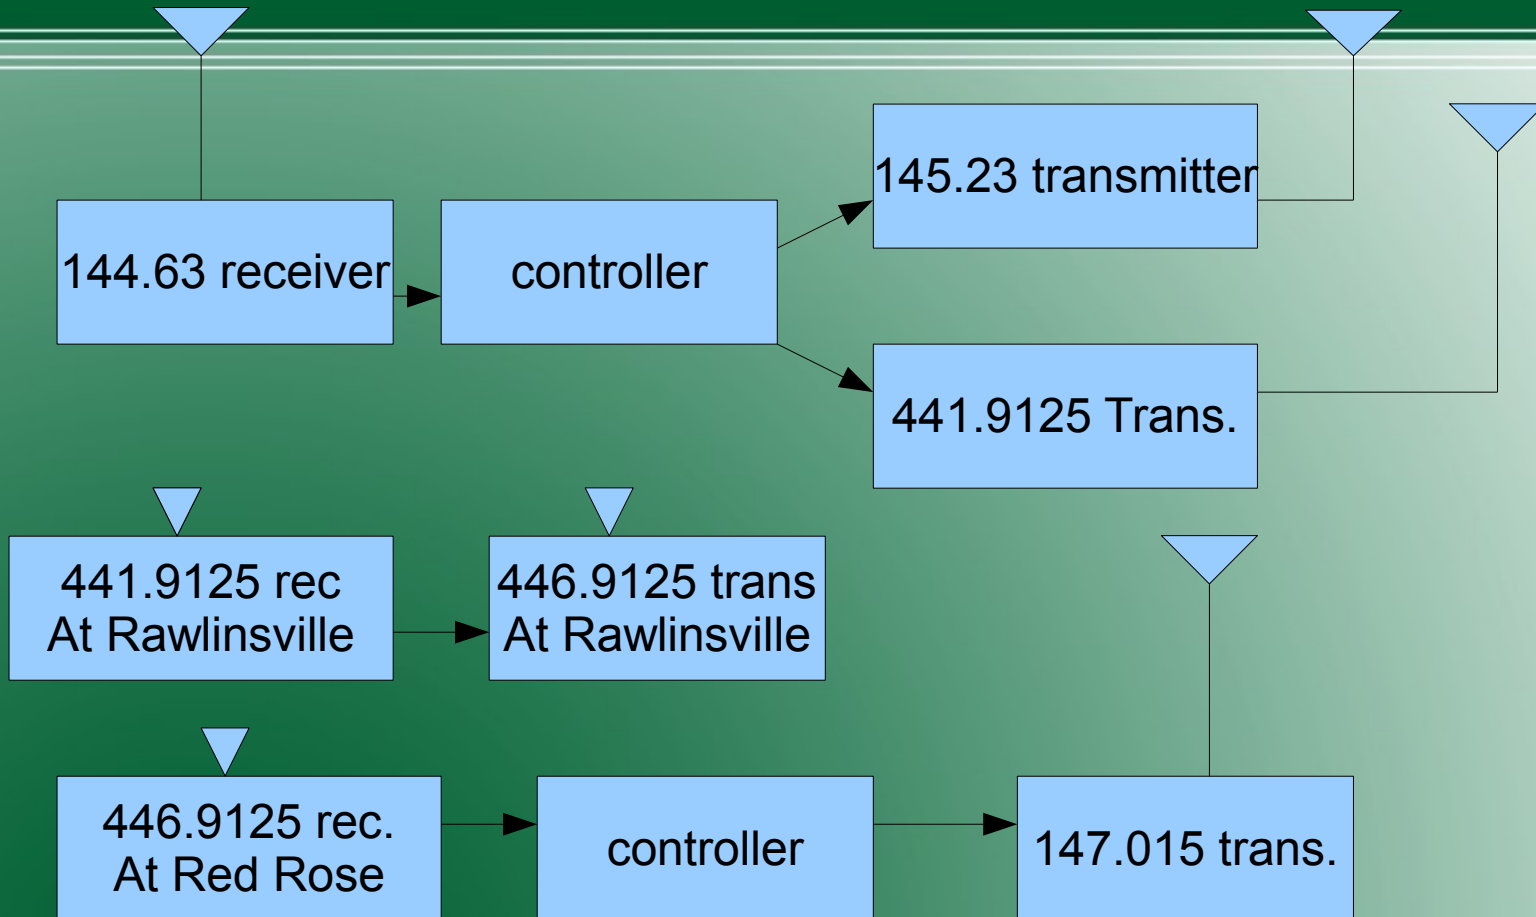 145.23 transmitter
144.63 receiver
controller
441.9125 Trans.
441.9125 rec
At Rawlinsville
446.9125 trans
At Rawlinsville
446.9125 rec.
At Red Rose
controller
147.015 trans.